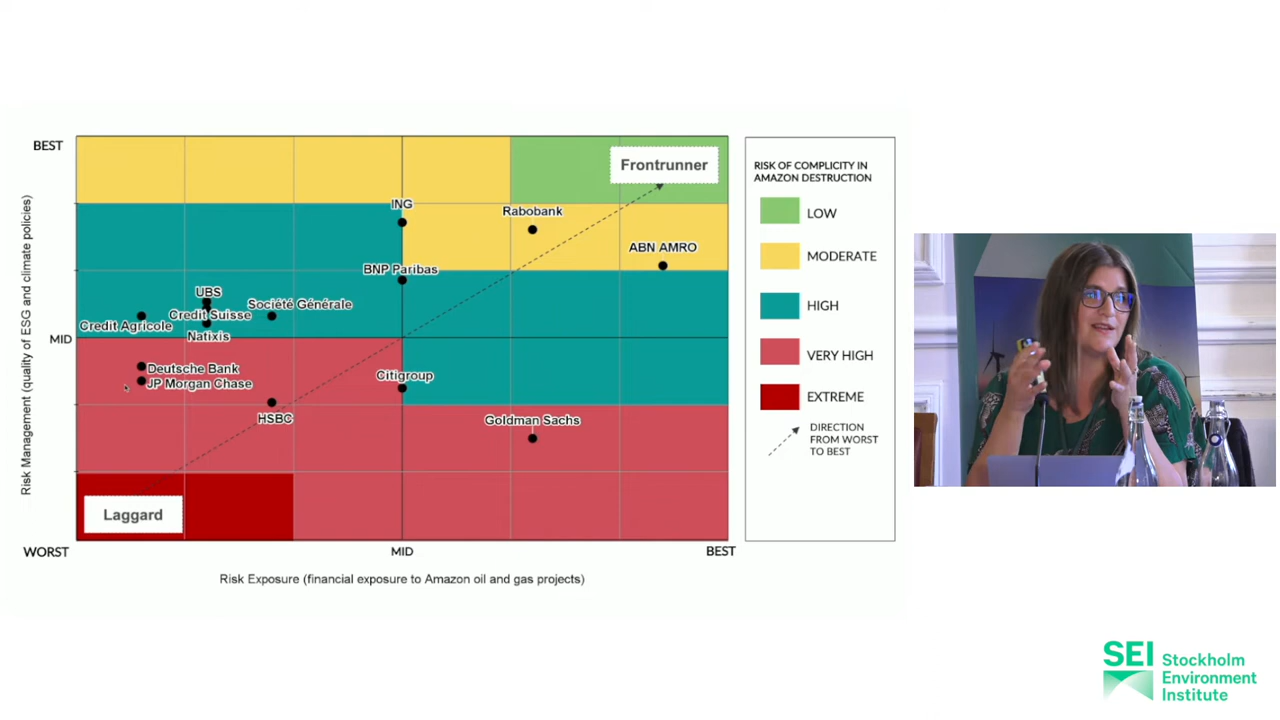 BEST
Frontrunner
ING
Rabobank
ABN AMRO
BNP Paribas
UBS
Société Générale
Credit Suisse
Credit Agricole
Natixis
MID
Deutsche Bank
JP Morgan Chase
Citigroup
HSBC
Goldman Sachs
Laggard
WORST
MID
BEST
Risk Management (quality of ESG and climate policies)
Risk Exposure (financial exposure to Amazon oil and gas projects)
RISK OF COMPLICITY IN
AMAZON DESTRUCTION
LOW
MODERATE
HIGH
VERY HIGH
EXTREME
DIRECTION
FROM WORST
TO BEST
SEI
Stockholm
Environment
Institute